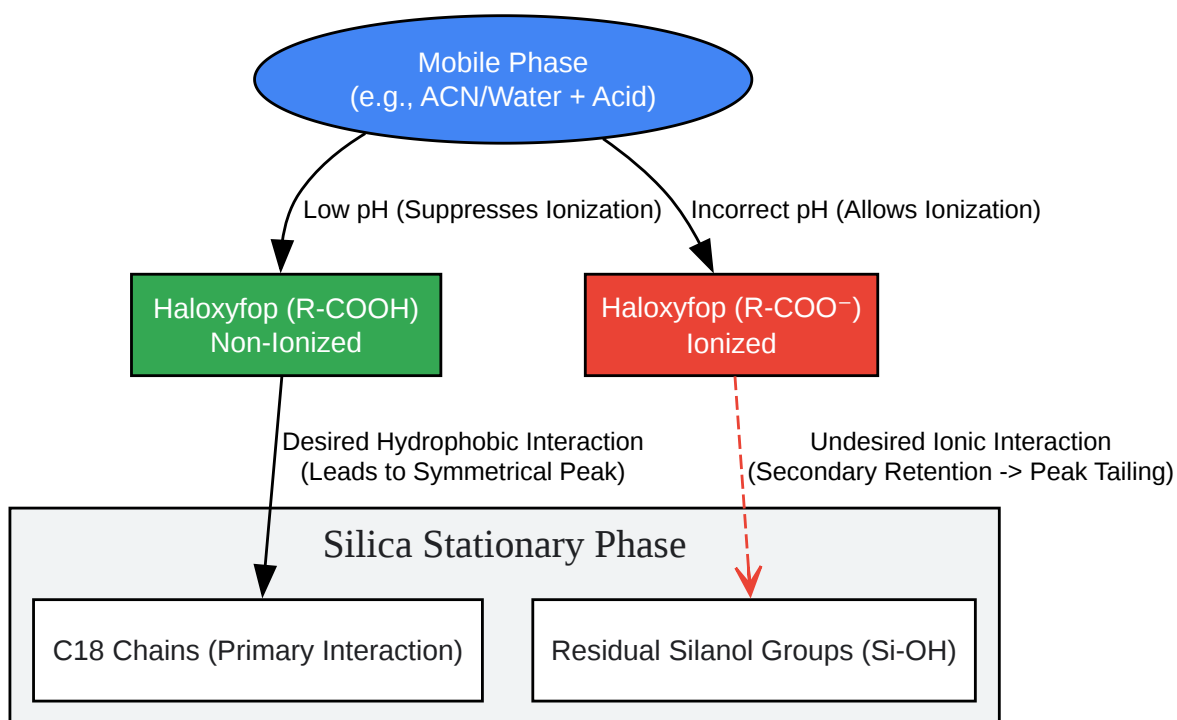 Mobile Phase
(e.g., ACN/Water + Acid)
Low pH (Suppresses Ionization)
Incorrect pH (Allows Ionization)
Haloxyfop (R-COOH)
Non-Ionized
Haloxyfop (R-COO⁻)
Ionized
Desired Hydrophobic Interaction
(Leads to Symmetrical Peak)
Undesired Ionic Interaction
(Secondary Retention -> Peak Tailing)
Silica Stationary Phase
C18 Chains (Primary Interaction)
Residual Silanol Groups (Si-OH)